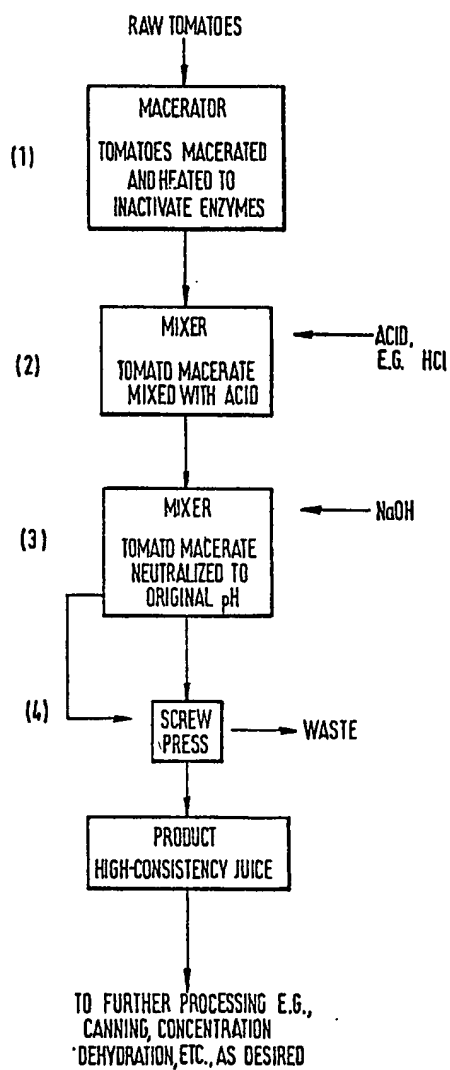 RAW TOMATOES
(1)
MACERATOR
TOMATOES MACERATED
AND HEATED TO
INACTIVATE ENZYMES
(2)
MIXER
TOMATO MACERATE
MIXED WITH ACID
ACID,
E.G. HCl
(3)
MIXER
TOMATO MACERATE
NEUTRALIZED TO
ORIGINAL pH
NaOH
(4)
SCREW
PRESS
WASTE
PRODUCT
HIGH-CONSISTENCY JUICE
TO FURTHER PROCESSING E.G.,
CANNING, CONCENTRATION
DEHYDRATION, ETC., AS DESIRED